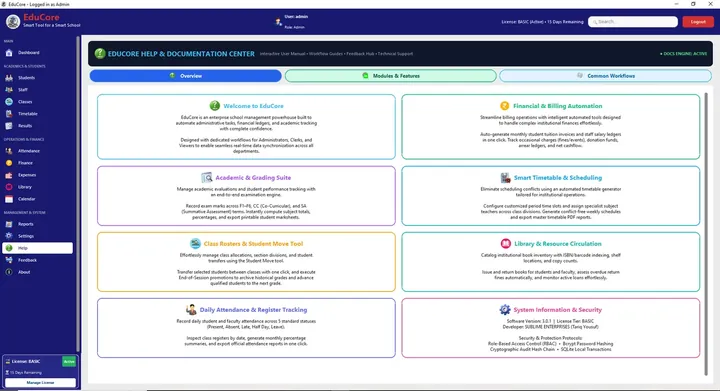 EduCore - Logged in as Admin
EduCore
Smart Tool for a Smart School
User: admin
Role: Admin
License: BASIC (Active) • 15 Days Remaining
Search...
Logout
MAIN
Dashboard
ACADEMICS & STUDENTS
Students
Staff
Classes
Timetable
Results
OPERATIONS & FINANCE
Attendance
Finance
Expenses
Library
Calendar
MANAGEMENT & SYSTEM
Reports
Settings
Help
Feedback
About
License: BASIC
Active
15 Days Remaining
Manage License
EDUCORE HELP & DOCUMENTATION CENTER
Interactive User Manual • Workflow Guides • Feedback Hub • Technical Support
• DOCS ENGINE: ACTIVE
Overview
Modules & Features
Common Workflows
Welcome to EduCore
EduCore is an enterprise school management powerhouse built to
automate administrative tasks, financial ledgers, and academic tracking
with complete confidence.
Designed with dedicated workflows for Administrators, Clerks, and
Viewers to enable seamless real-time data synchronization across all
departments.
Financial & Billing Automation
Streamline billing operations with intelligent automated tools designed
to handle complex institutional finances effortlessly.
Auto-generate monthly student tuition invoices and staff salary ledgers
in one click. Track occasional charges (fines/events), donation funds,
arrear ledgers, and net cashflow.
Academic & Grading Suite
Manage academic evaluations and student performance tracking with
an end-to-end examination engine.
Record exam marks across F1–F6, CC (Co-Curricular), and SA
(Summative Assessment) terms. Instantly compute subject totals,
percentages, and export printable student marksheets.
Smart Timetable & Scheduling
Eliminate scheduling conflicts using an automated timetable generator
tailored for institutional operations.
Configure customized period time slots and assign specialist subject
teachers across class divisions. Generate conflict-free weekly schedules
and export master timetable PDF reports.
Class Rosters & Student Move Tool
Effortlessly manage class allocations, section divisions, and student
transfers using the Student Move tool.
Transfer selected students between classes with one click, and execute
End-of-Session promotions to archive historical grades and advance
qualified students to the next grade.
Library & Resource Circulation
Catalog institutional book inventory with ISBN/barcode indexing, shelf
locations, and copy counts.
Issue and return books for students and faculty, assess overdue return
fines automatically, and monitor active loans effortlessly.
Daily Attendance & Register Tracking
Record daily student and faculty attendance across 5 standard statuses
(Present, Absent, Late, Half Day, Leave).
Inspect class registers by date, generate monthly percentage
summaries, and export official attendance reports in one click.
System Information & Security
Software Version: 3.0.1 | License Tier: BASIC
Developer: SUBLIME ENTERPRISES (Tariq Yousuf)
Security & Protection Protocols:
Role-Based Access Control (RBAC) • Bcrypt Password Hashing
Cryptographic Audit Hash Chain • SQLite Local Transactions